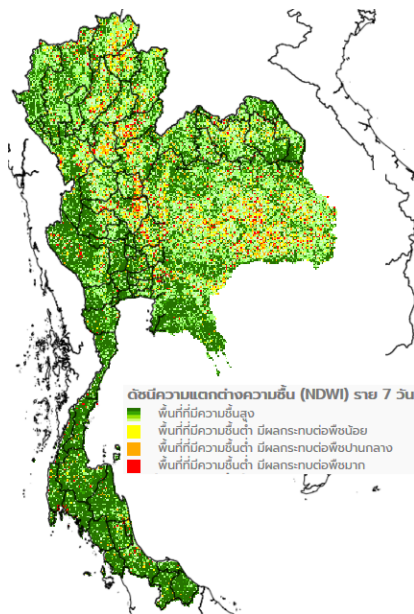 ดัชนีความแตกต่างความชื้น (NDWI) ราย 7 วัน
พื้นที่ที่มีความชื้นสูง
พื้นที่ที่มีความชื้นต่ำ มีผลกระทบต่อพืชน้อย
พื้นที่ที่มีความชื้นต่ำ มีผลกระทบต่อพืชปานกลาง
พื้นที่ที่มีความชื้นต่ำ มีผลกระทบต่อพืชมาก